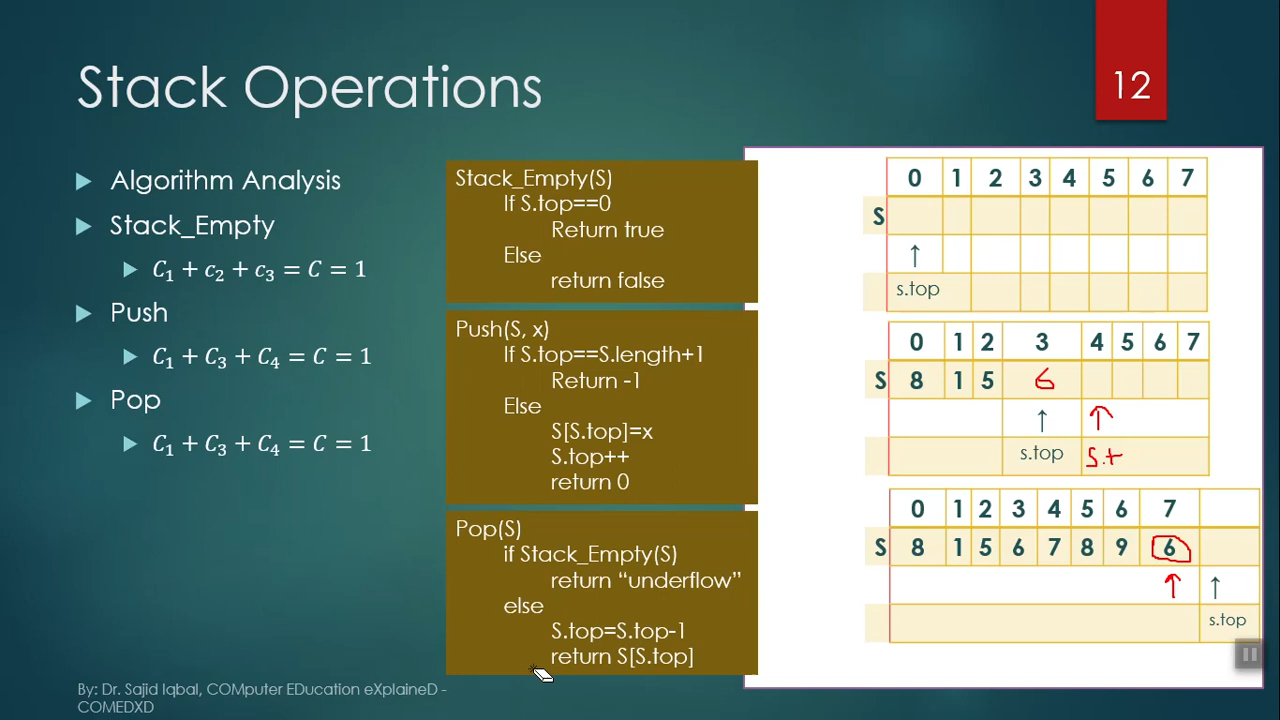 Stack Operations
12
Algorithm Analysis
Stack_Empty
C₁ + c₂ + c₃ = C = 1
Push
C₁ + C₃ + C₄ = C = 1
Pop
C₁ + C₃ + C₄ = C = 1
Stack_Empty(S)
If S.top==0
Return true
Else
return false
Push(S, x)
If S.top==S.length+1
Return -1
Else
S[S.top]=x
S.top++
return 0
Pop(S)
if Stack_Empty(S)
return “underflow”
else
S.top=S.top-1
return S[S.top]
0 1 2 3 4 5 6 7
S
↑
s.top
0 1 2 3 4 5 6 7
S 8 1 5 6
↑ ↑
s.top S.t
0 1 2 3 4 5 6 7
S 8 1 5 6 7 8 9 6
↑ ↑
s.top
By: Dr. Sajid Iqbal, COMputer EDucation eXplaineD -
COMEDXD